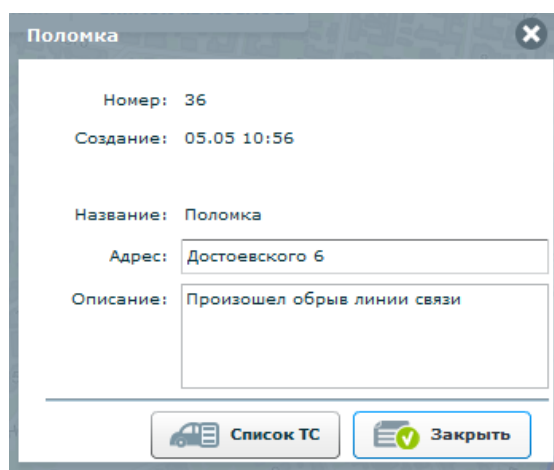 Поломка
Номер: 36
Создание: 05.05 10:56
Название: Поломка
Адрес: Достоевского 6
Описание: Произошел обрыв линии связи
Список ТС Закрыть